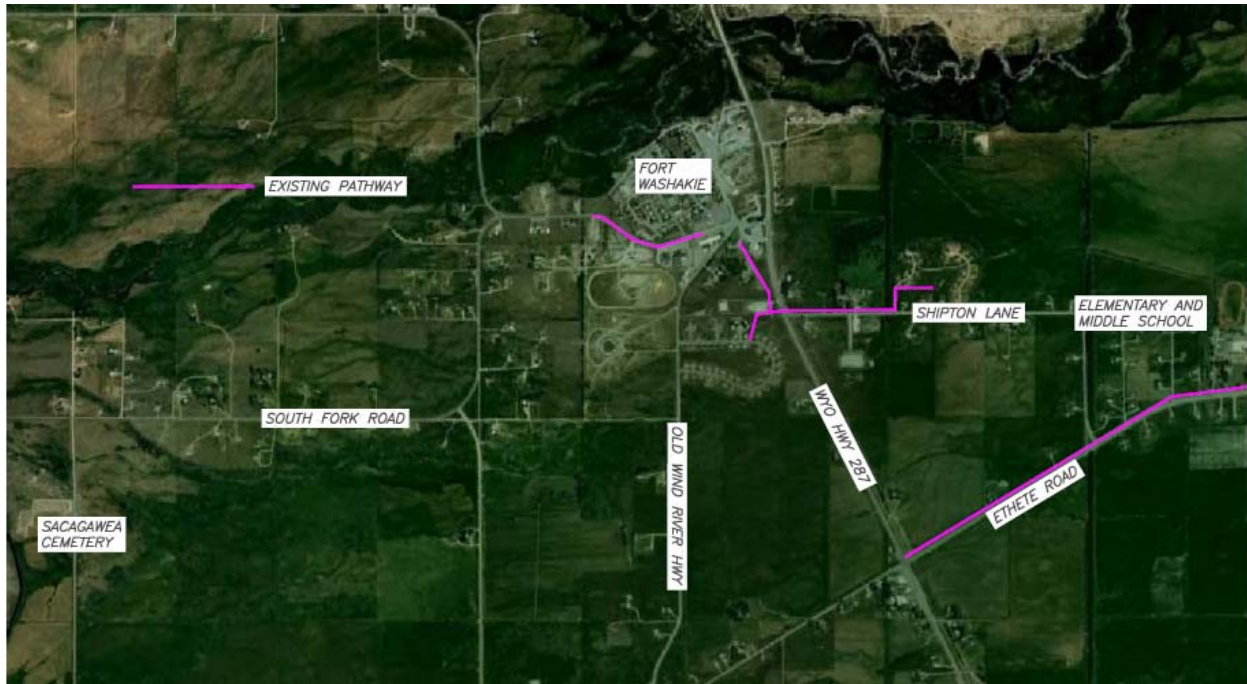 FORT
WASHAKIE
EXISTING PATHWAY
SHIPTON LANE
ELEMENTARY AND
MIDDLE SCHOOL
SOUTH FORK ROAD
WYO HWY 287
OLD WIND RIVER HWY
ETHETE ROAD
SACAGAWEA
CEMETERY